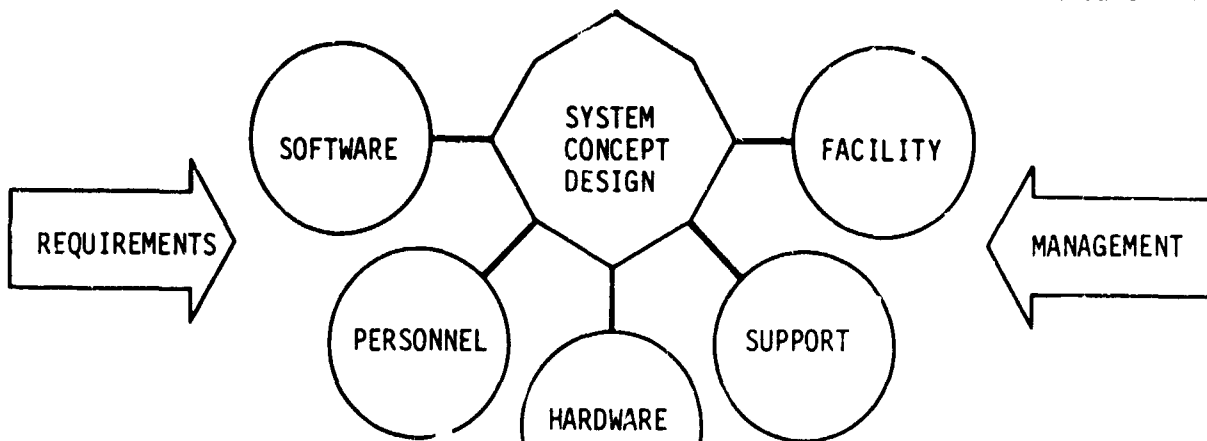 SYSTEM
CONCEPT
DESIGN
SOFTWARE
FACILITY
REQUIREMENTS
MANAGEMENT
PERSONNEL
SUPPORT
HARDWARE